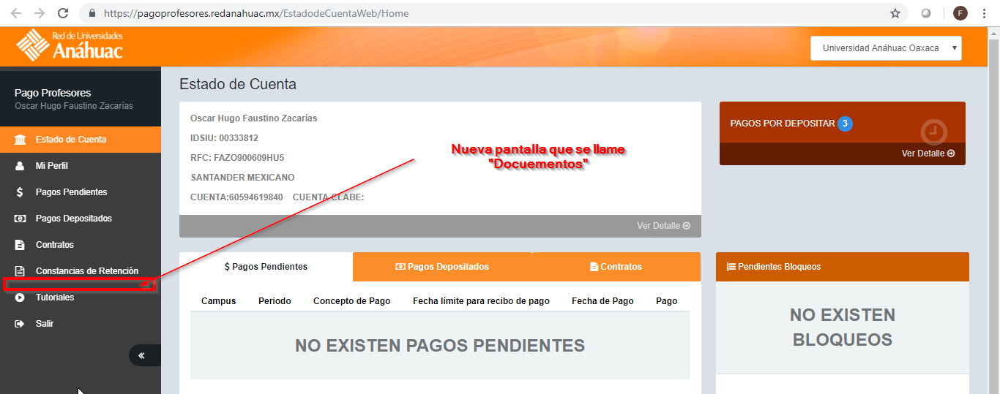 https://pagoprofesores.redanahuac.mx/EstadodeCuentaWeb/Home
F
Red de Universidades
Anáhuac
Universidad Anáhuac Oaxaca
Pago Profesores
Oscar Hugo Faustino Zacarías
Estado de Cuenta
Mi Perfil
Pagos Pendientes
Pagos Depositados
Contratos
Constancias de Retención
Tutoriales
Salir
Estado de Cuenta
Oscar Hugo Faustino Zacarías
IDSIU: 00333812
RFC: FAZO900609HU5
SANTANDER MEXICANO
CUENTA:60594619840 CUENTA CLABE:
Ver Detalle
Nueva pantalla que se llame
"Docuementos"
PAGOS POR DEPOSITAR 3
Ver Detalle
$ Pagos Pendientes
Pagos Depositados
Contratos
Campus Periodo Concepto de Pago Fecha límite para recibo de pago Fecha de Pago Pago
NO EXISTEN PAGOS PENDIENTES
Pendientes Bloqueos
NO EXISTEN
BLOQUEOS